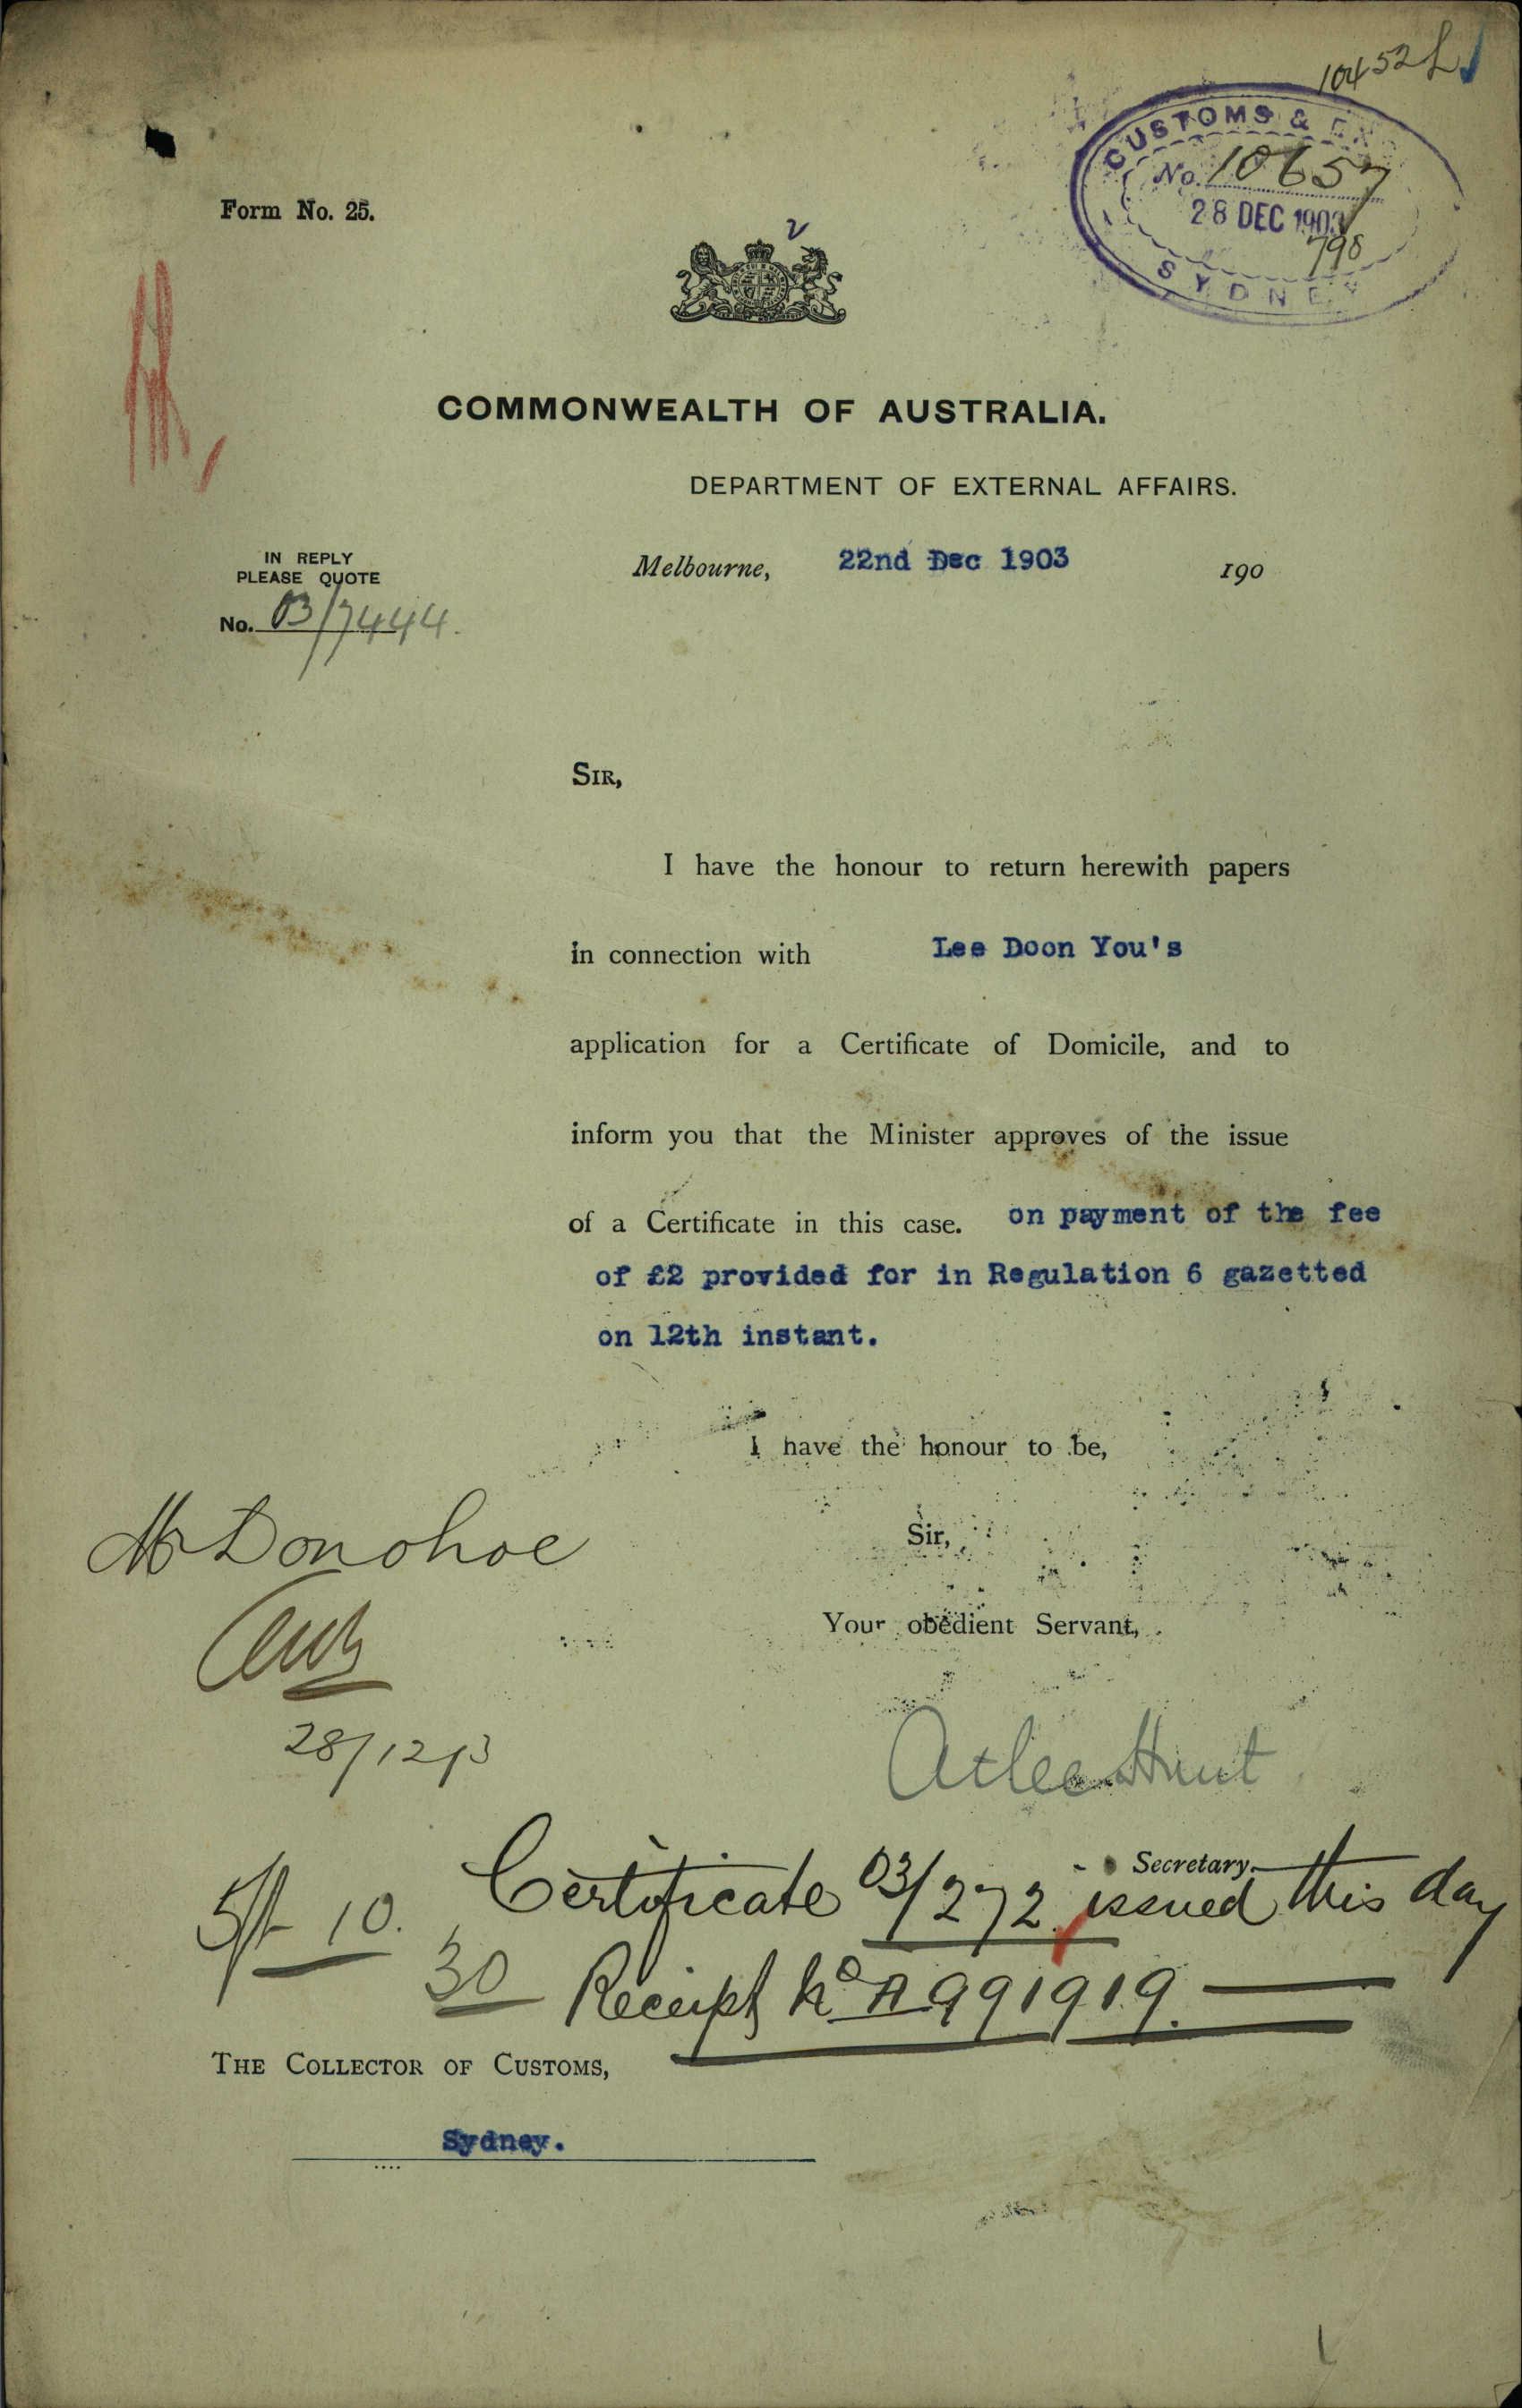 10452
CUSTOMS & EX
No. 10657
28 DEC 1903
798
SYDNEY
Form No. 25.
COMMONWEALTH OF AUSTRALIA.
DEPARTMENT OF EXTERNAL AFFAIRS.
IN REPLY
PLEASE QUOTE
No. 03/7444.
Melbourne, 22nd Dec 1903 190
SIR,
I have the honour to return herewith papers
in connection with Lee Doon You's
application for a Certificate of Domicile, and to
inform you that the Minister approves of the issue
of a Certificate in this case. on payment of the fee
of £2 provided for in Regulation 6 gazetted
on 12th instant.
I have the honour to be,
Sir,
Your obedient Servant,
Mr Donohoe
28/12/3
Atlee Hunt
Secretary.
10. Certificate 03/272 issued this day
30 Receipt No A 991919.
THE COLLECTOR OF CUSTOMS,
Sydney.